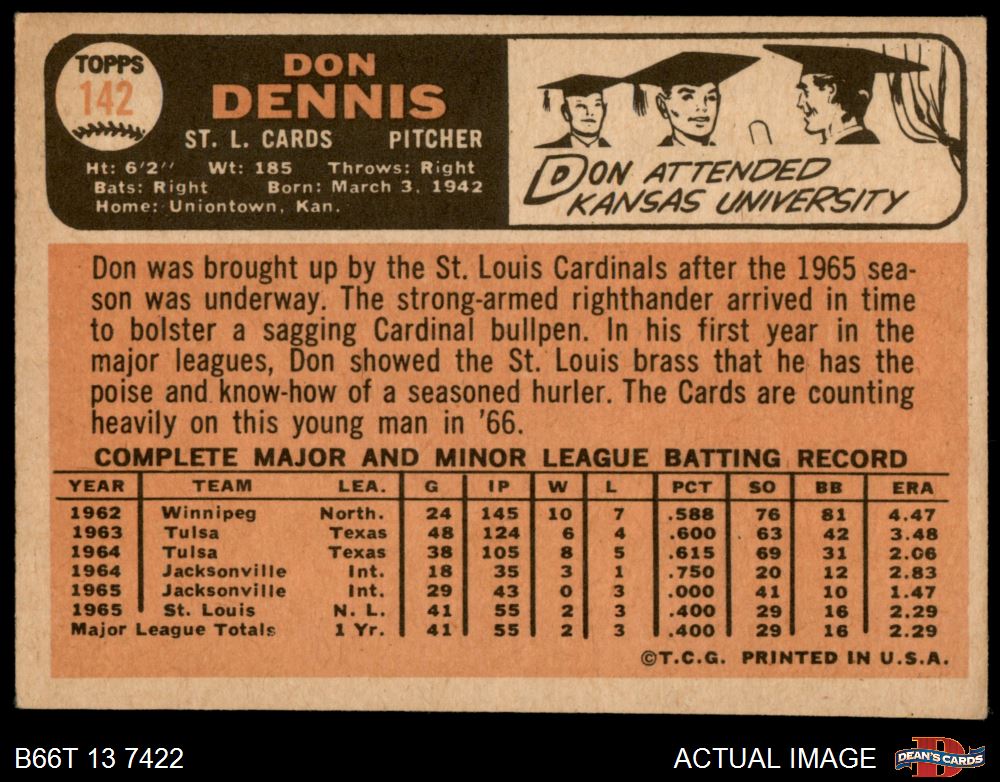 TOPPS
142
DON
DENNIS
ST. L. CARDS PITCHER
Ht: 6'2" Wt: 185 Throws: Right
Bats: Right Born: March 3, 1942
Home: Uniontown, Kan.
DON ATTENDED
KANSAS UNIVERSITY
Don was brought up by the St. Louis Cardinals after the 1965 sea-
son was underway. The strong-armed righthander arrived in time
to bolster a sagging Cardinal bullpen. In his first year in the
major leagues, Don showed the St. Louis brass that he has the
poise and know-how of a seasoned hurler. The Cards are counting
heavily on this young man in '66.
COMPLETE MAJOR AND MINOR LEAGUE BATTING RECORD
YEAR TEAM LEA. G IP W L PCT SO BB ERA
1962 Winnipeg North. 24 145 10 7 .588 76 81 4.47
1963 Tulsa Texas 48 124 6 4 .600 63 42 3.48
1964 Tulsa Texas 38 105 8 5 .615 69 31 2.06
1964 Jacksonville Int. 18 35 3 1 .750 20 12 2.83
1965 Jacksonville Int. 29 43 0 3 .000 41 10 1.47
1965 St. Louis N. L. 41 55 2 3 .400 29 16 2.29
Major League Totals 1 Yr. 41 55 2 3 .400 29 16 2.29
©T.C.G. PRINTED IN U.S.A.
B66T 13 7422
ACTUAL IMAGE
D
DEAN'S CARDS